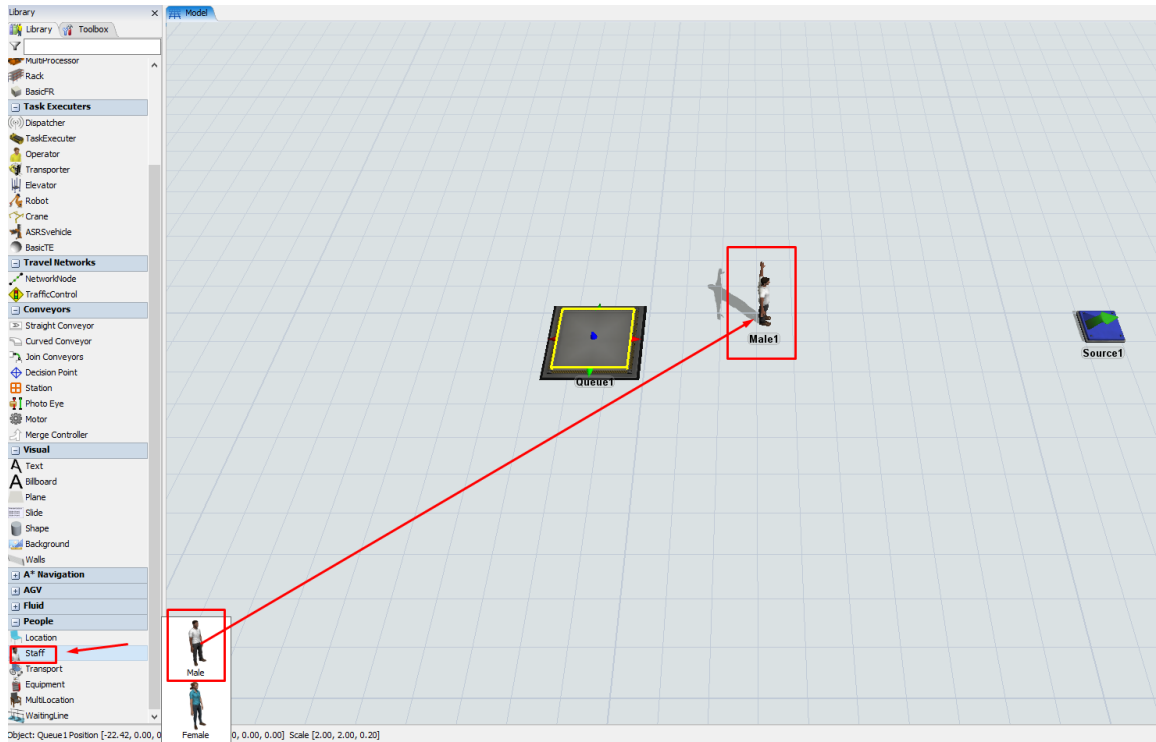 Library
Model
Library Toolbox
MultiProcessor
Rack
BasicFR
Task Executers
Dispatcher
TaskExecuter
Operator
Transporter
Elevator
Robot
Crane
ASRSvehicle
BasicTE
Travel Networks
NetworkNode
TrafficControl
Conveyors
Straight Conveyor
Curved Conveyor
Join Conveyors
Decision Point
Station
Photo Eye
Motor
Merge Controller
Visual
A Text
A Billboard
Plane
Slide
Shape
Background
Walls
A* Navigation
AGV
Fluid
People
Location
Staff
Transport
Equipment
MultiLocation
WaitingLine
Male
Female
Queue1
Male1
Source1
Object: Queue1 Position [-22.42, 0.00, 0
0.00, 0.00] Scale [2.00, 2.00, 0.20]